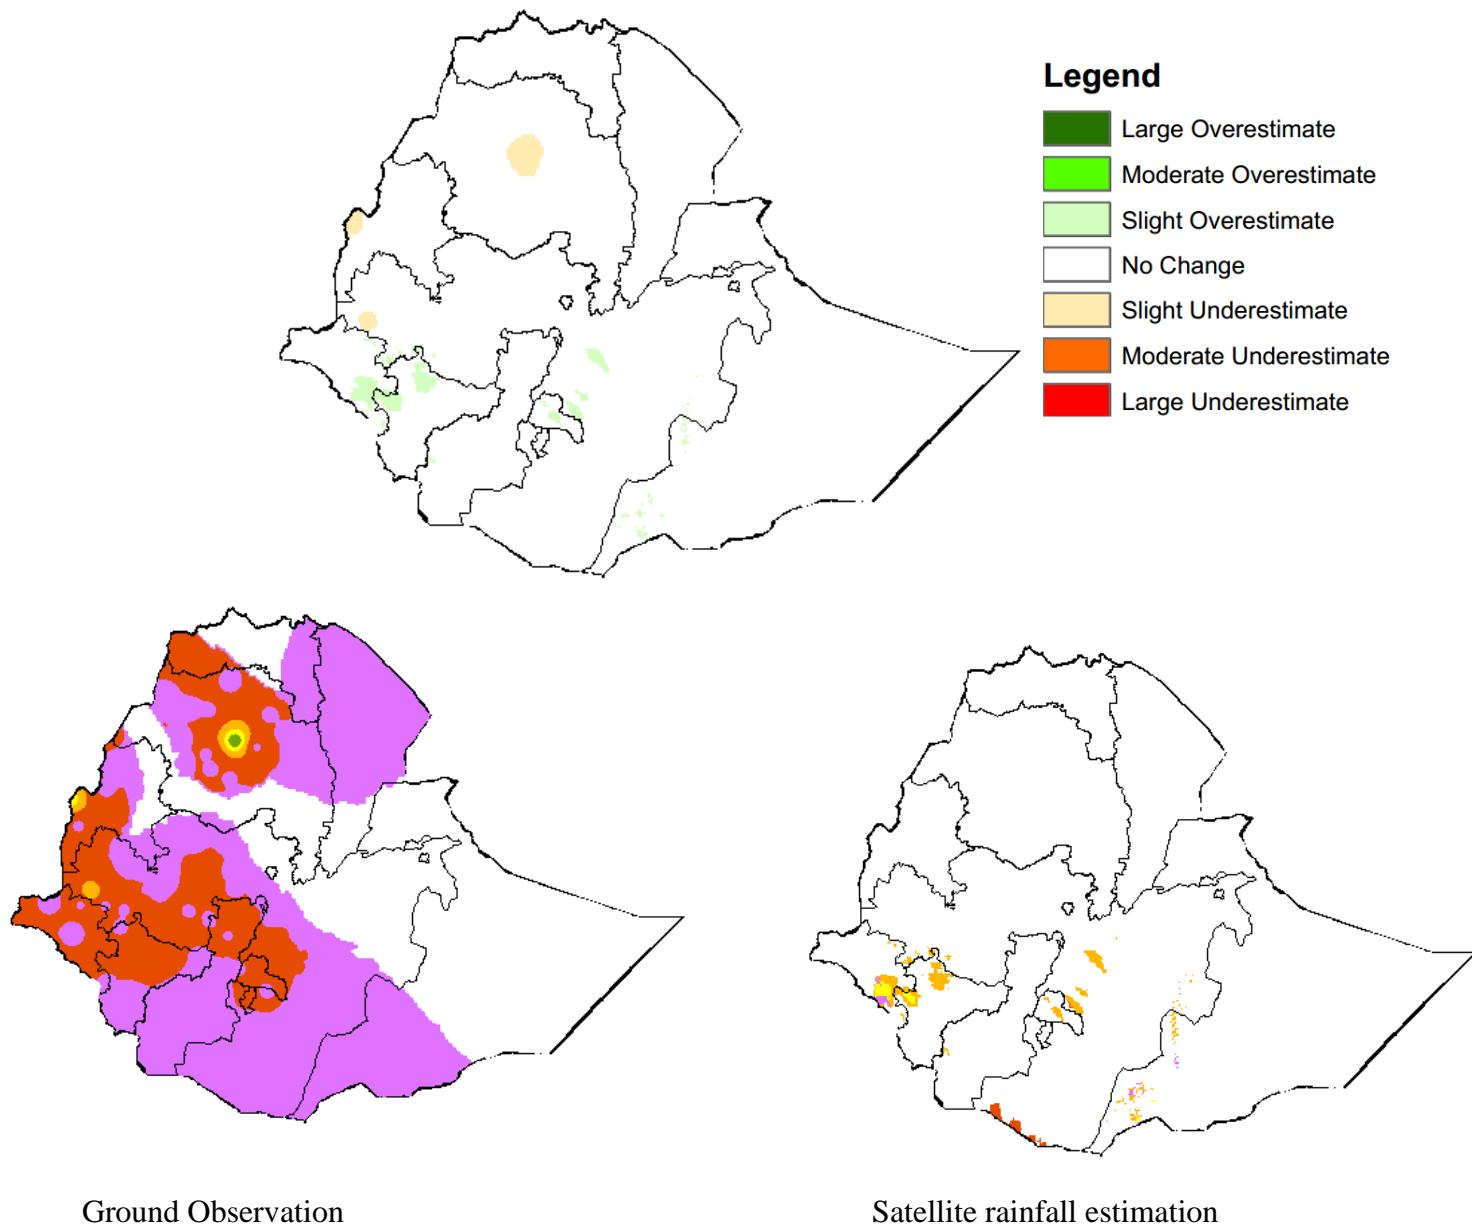 Legend
Large Overestimate
Moderate Overestimate
Slight Overestimate
No Change
Slight Underestimate
Moderate Underestimate
Large Underestimate
Ground Observation
Satellite rainfall estimation